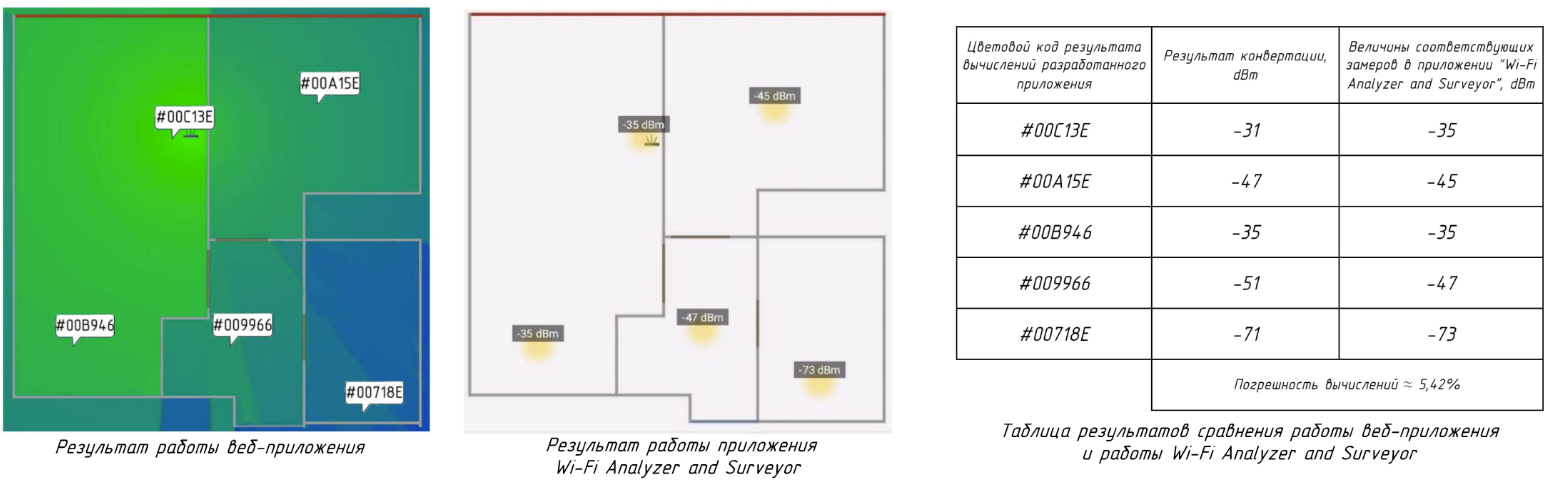 #00A15E
#00C13E
#00B946
#009966
#00718E
Результат работы веб-приложения
-45 dBm
-35 dBm
-35 dBm
-47 dBm
-73 dBm
Результат работы приложения
Wi-Fi Analyzer and Surveyor
Цветовой код результата
вычислений разработанного
приложения
Результат конвертации,
dBm
Величины соответствующих
замеров в приложении "Wi-Fi
Analyzer and Surveyor", dBm
#00C13E -31 -35
#00A15E -47 -45
#00B946 -35 -35
#009966 -51 -47
#00718E -71 -73
Погрешность вычислений ≈ 5,42%
Таблица результатов сравнения работы веб-приложения
и работы Wi-Fi Analyzer and Surveyor